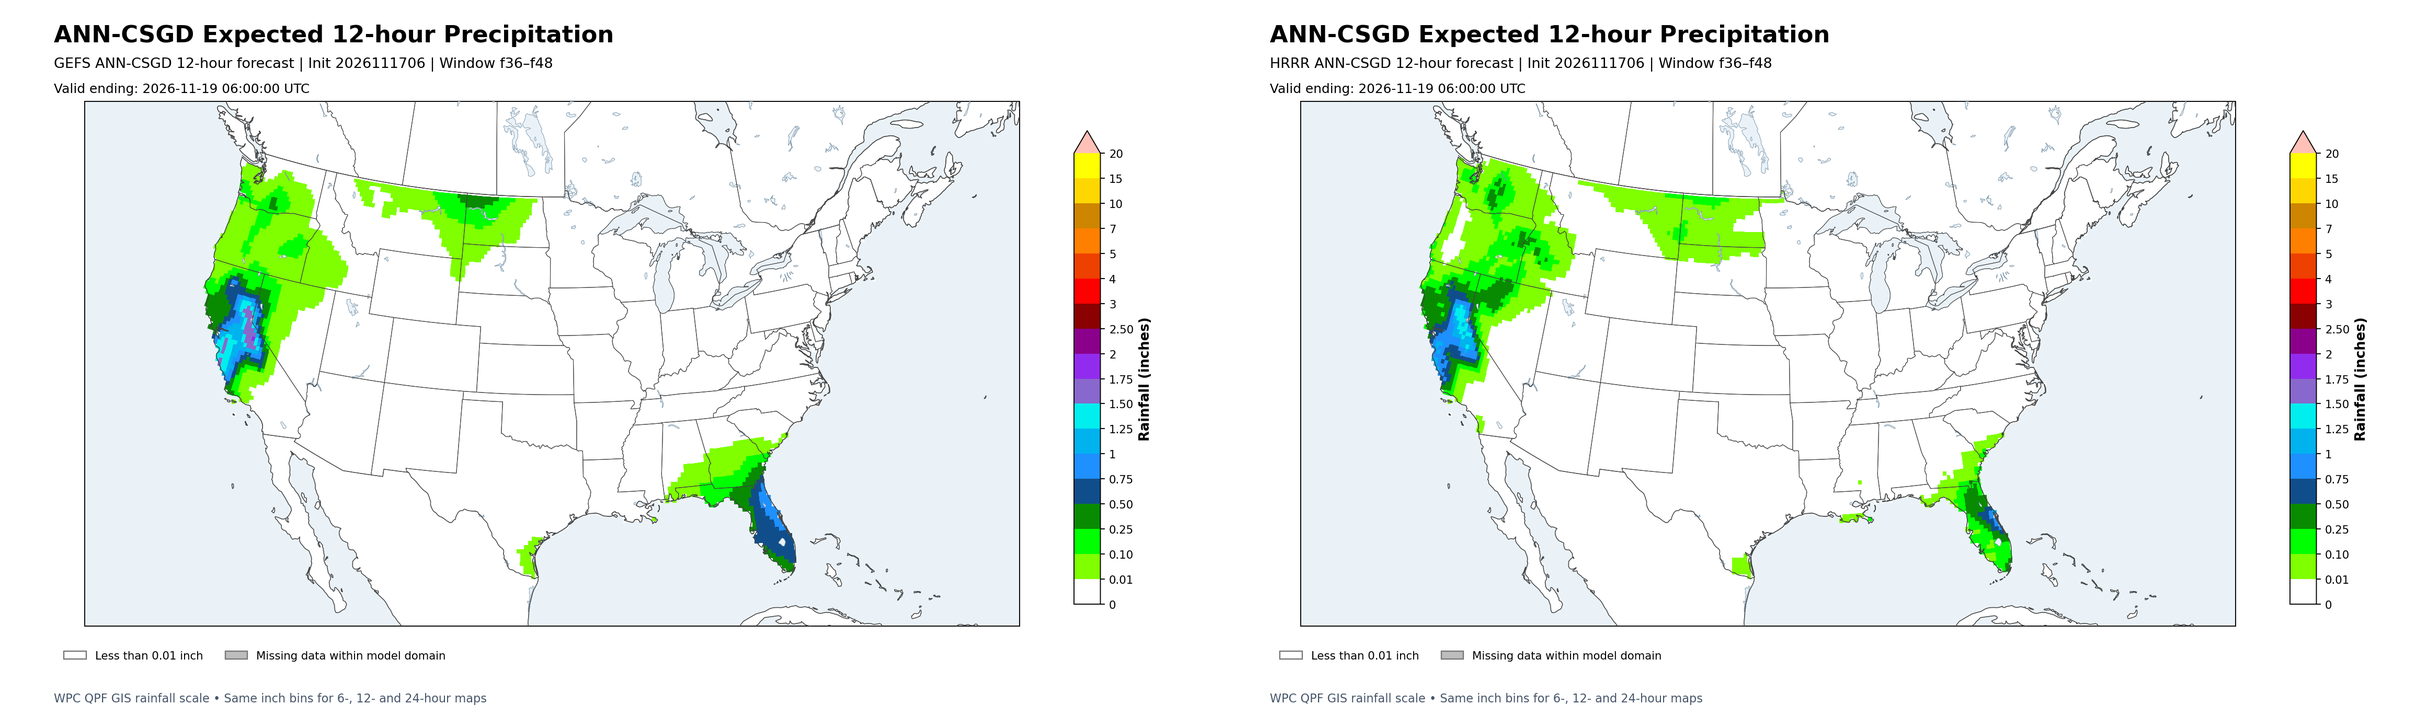 ANN-CSGD Expected 12-hour Precipitation
GEFS ANN-CSGD 12-hour forecast | Init 2026111706 | Window f36–f48
Valid ending: 2026-11-19 06:00:00 UTC
20
15
10
7
5
4
3
2.50
2
1.75
1.50
1.25
1
0.75
0.50
0.25
0.10
0.01
0
Rainfall (inches)
Less than 0.01 inch
Missing data within model domain
WPC QPF GIS rainfall scale • Same inch bins for 6-, 12- and 24-hour maps
ANN-CSGD Expected 12-hour Precipitation
HRRR ANN-CSGD 12-hour forecast | Init 2026111706 | Window f36–f48
Valid ending: 2026-11-19 06:00:00 UTC
20
15
10
7
5
4
3
2.50
2
1.75
1.50
1.25
1
0.75
0.50
0.25
0.10
0.01
0
Rainfall (inches)
Less than 0.01 inch
Missing data within model domain
WPC QPF GIS rainfall scale • Same inch bins for 6-, 12- and 24-hour maps